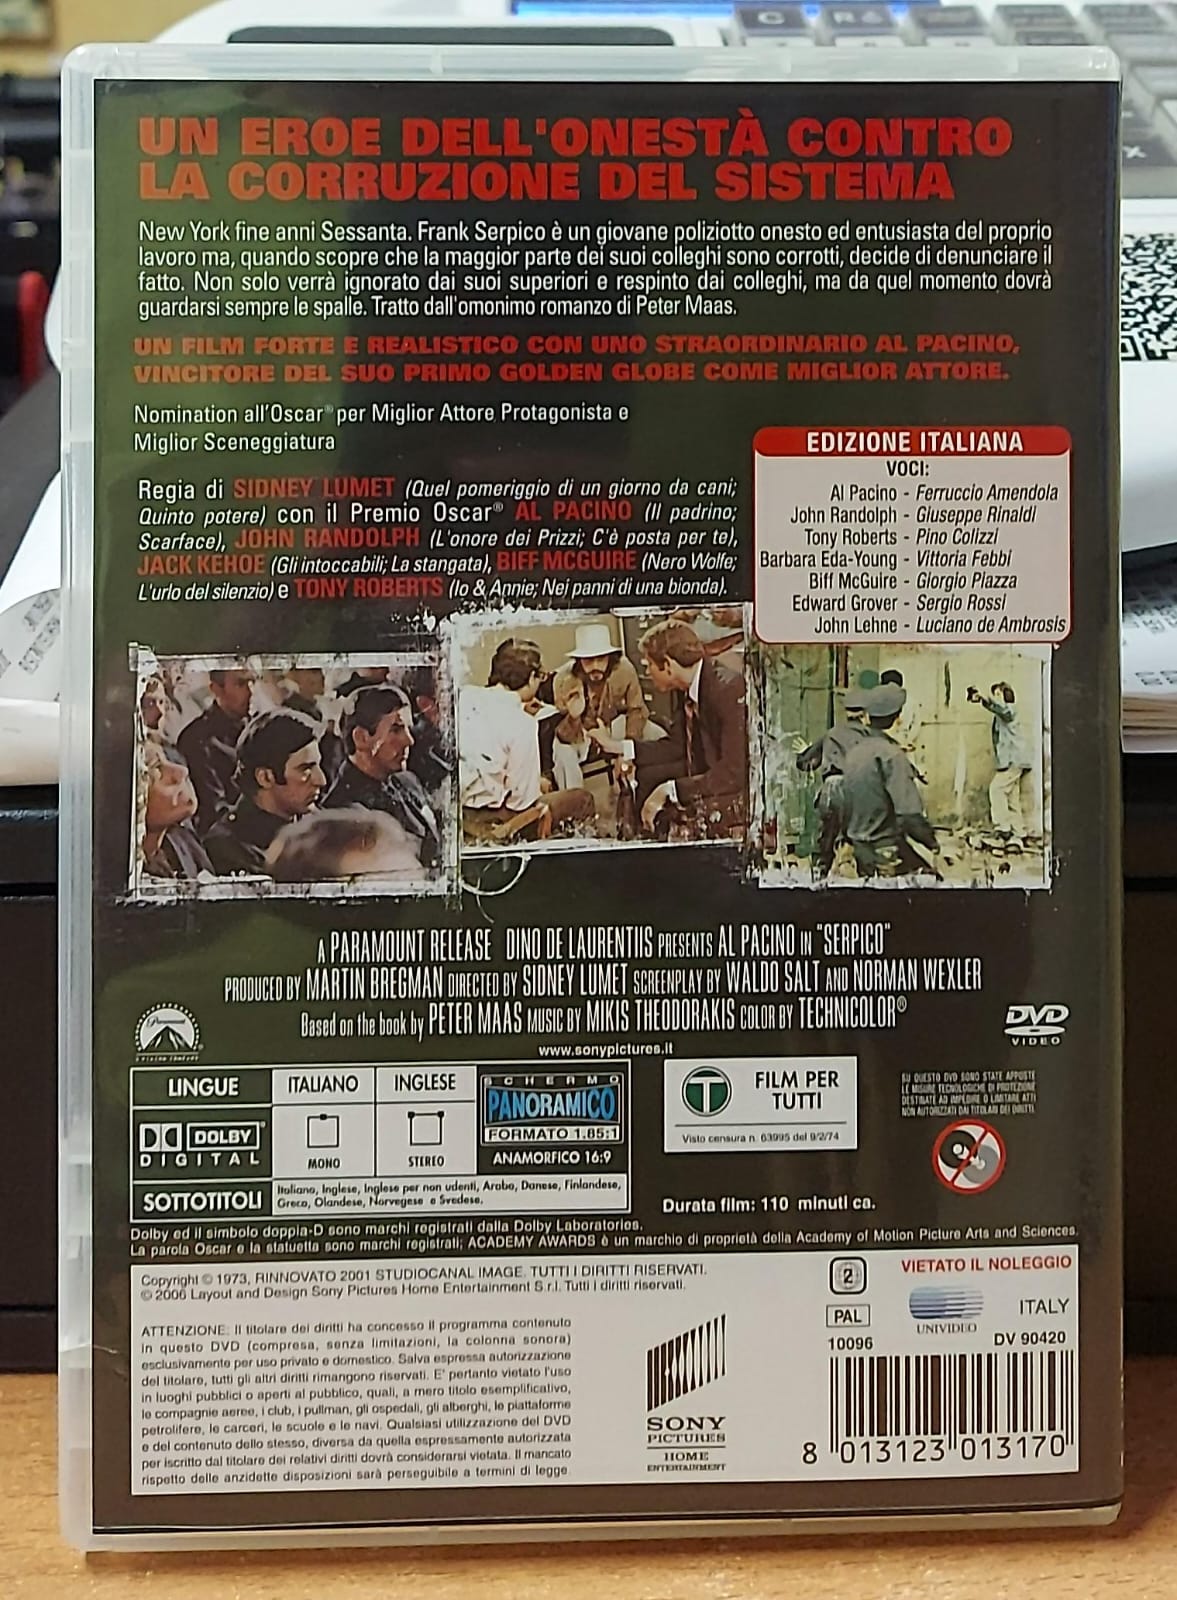 UN EROE DELL'ONESTÀ CONTRO
LA CORRUZIONE DEL SISTEMA
New York fine anni Sessanta. Frank Serpico è un giovane poliziotto onesto ed entusiasta del proprio
lavoro ma, quando scopre che la maggior parte dei suoi colleghi sono corrotti, decide di denunciare il
fatto. Non solo verrà ignorato dai suoi superiori e respinto dai colleghi, ma da quel momento dovrà
guardarsi sempre le spalle. Tratto dall'omonimo romanzo di Peter Maas.
UN FILM FORTE E REALISTICO CON UNO STRAORDINARIO AL PACINO,
VINCITORE DEL SUO PRIMO GOLDEN GLOBE COME MIGLIOR ATTORE.
Nomination all'Oscar® per Miglior Attore Protagonista e
Miglior Sceneggiatura
Regia di SIDNEY LUMET (Quel pomeriggio di un giorno da cani;
Quinto potere) con il Premio Oscar® AL PACINO (Il padrino;
Scarface), JOHN RANDOLPH (L'onore dei Prizzi; C'è posta per te),
JACK KEHOE (Gli intoccabili; La stangata), BIFF MCGUIRE (Nero Wolfe;
L'urlo del silenzio) e TONY ROBERTS (Io & Annie; Nei panni di una bionda).
EDIZIONE ITALIANA
VOCI:
Al Pacino - Ferruccio Amendola
John Randolph - Giuseppe Rinaldi
Tony Roberts - Pino Colizzi
Barbara Eda-Young - Vittoria Febbi
Biff McGuire - Giorgio Piazza
Edward Grover - Sergio Rossi
John Lehne - Luciano de Ambrosis
A PARAMOUNT RELEASE DINO DE LAURENTIIS PRESENTS AL PACINO IN "SERPICO"
PRODUCED BY MARTIN BREGMAN DIRECTED BY SIDNEY LUMET SCREENPLAY BY WALDO SALT AND NORMAN WEXLER
Based on the book by PETER MAAS MUSIC BY MIKIS THEODORAKIS COLOR BY TECHNICOLOR®
Paramount
DVD
VIDEO
www.sonypictures.it
LINGUE
ITALIANO
INGLESE
DOLBY
DIGITAL
MONO
STEREO
SCHERMO
PANORAMICO
FORMATO 1.85:1
ANAMORFICO 16:9
SOTTOTITOLI
Italiano, Inglese, Inglese per non udenti, Arabo, Danese, Finlandese,
Greco, Olandese, Norvegese e Svedese.
T
FILM PER
TUTTI
Visto censura n. 63995 del 9/2/74
SU QUESTO DVD SONO STATE APPOSTE
LE MISURE TECNOLOGICHE DI PROTEZIONE
DESTINATE AD IMPEDIRE O LIMITARE ATTI
NON AUTORIZZATI DAI TITOLARI DEI DIRITTI.
Durata film: 110 minuti ca.
Dolby ed il simbolo doppia-D sono marchi registrati dalla Dolby Laboratories.
La parola Oscar e la statuetta sono marchi registrati; ACADEMY AWARDS è un marchio di proprietà della Academy of Motion Picture Arts and Sciences.
Copyright © 1973, RINNOVATO 2001 STUDIOCANAL IMAGE. TUTTI I DIRITTI RISERVATI.
© 2006 Layout and Design Sony Pictures Home Entertainment S.r.l. Tutti i diritti riservati.
ATTENZIONE: Il titolare dei diritti ha concesso il programma contenuto
in questo DVD (compresa, senza limitazioni, la colonna sonora)
esclusivamente per uso privato e domestico. Salva espressa autorizzazione
del titolare, tutti gli altri diritti rimangono riservati. E' pertanto vietato l'uso
in luoghi pubblici o aperti al pubblico, quali, a mero titolo esemplificativo,
le compagnie aeree, i club, i pullman, gli ospedali, gli alberghi, le piattaforme
petrolifere, le carceri, le scuole e le navi. Qualsiasi utilizzazione del DVD
e del contenuto dello stesso, diversa da quella espressamente autorizzata
per iscritto dal titolare dei relativi diritti dovrà considerarsi vietata. Il mancato
rispetto delle anzidette disposizioni sarà perseguibile a termini di legge.
SONY
PICTURES
HOME
ENTERTAINMENT
2
VIETATO IL NOLEGGIO
PAL
UNIVIDEO
ITALY
10096
DV 90420
8 013123 013170